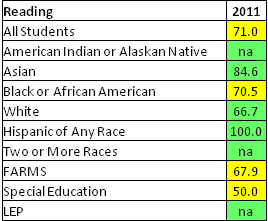 Reading 2011
All Students 71.0
American Indian or Alaskan Native na
Asian 84.6
Black or African American 70.5
White 66.7
Hispanic of Any Race 100.0
Two or More Races na
FARMS 67.9
Special Education 50.0
LEP na